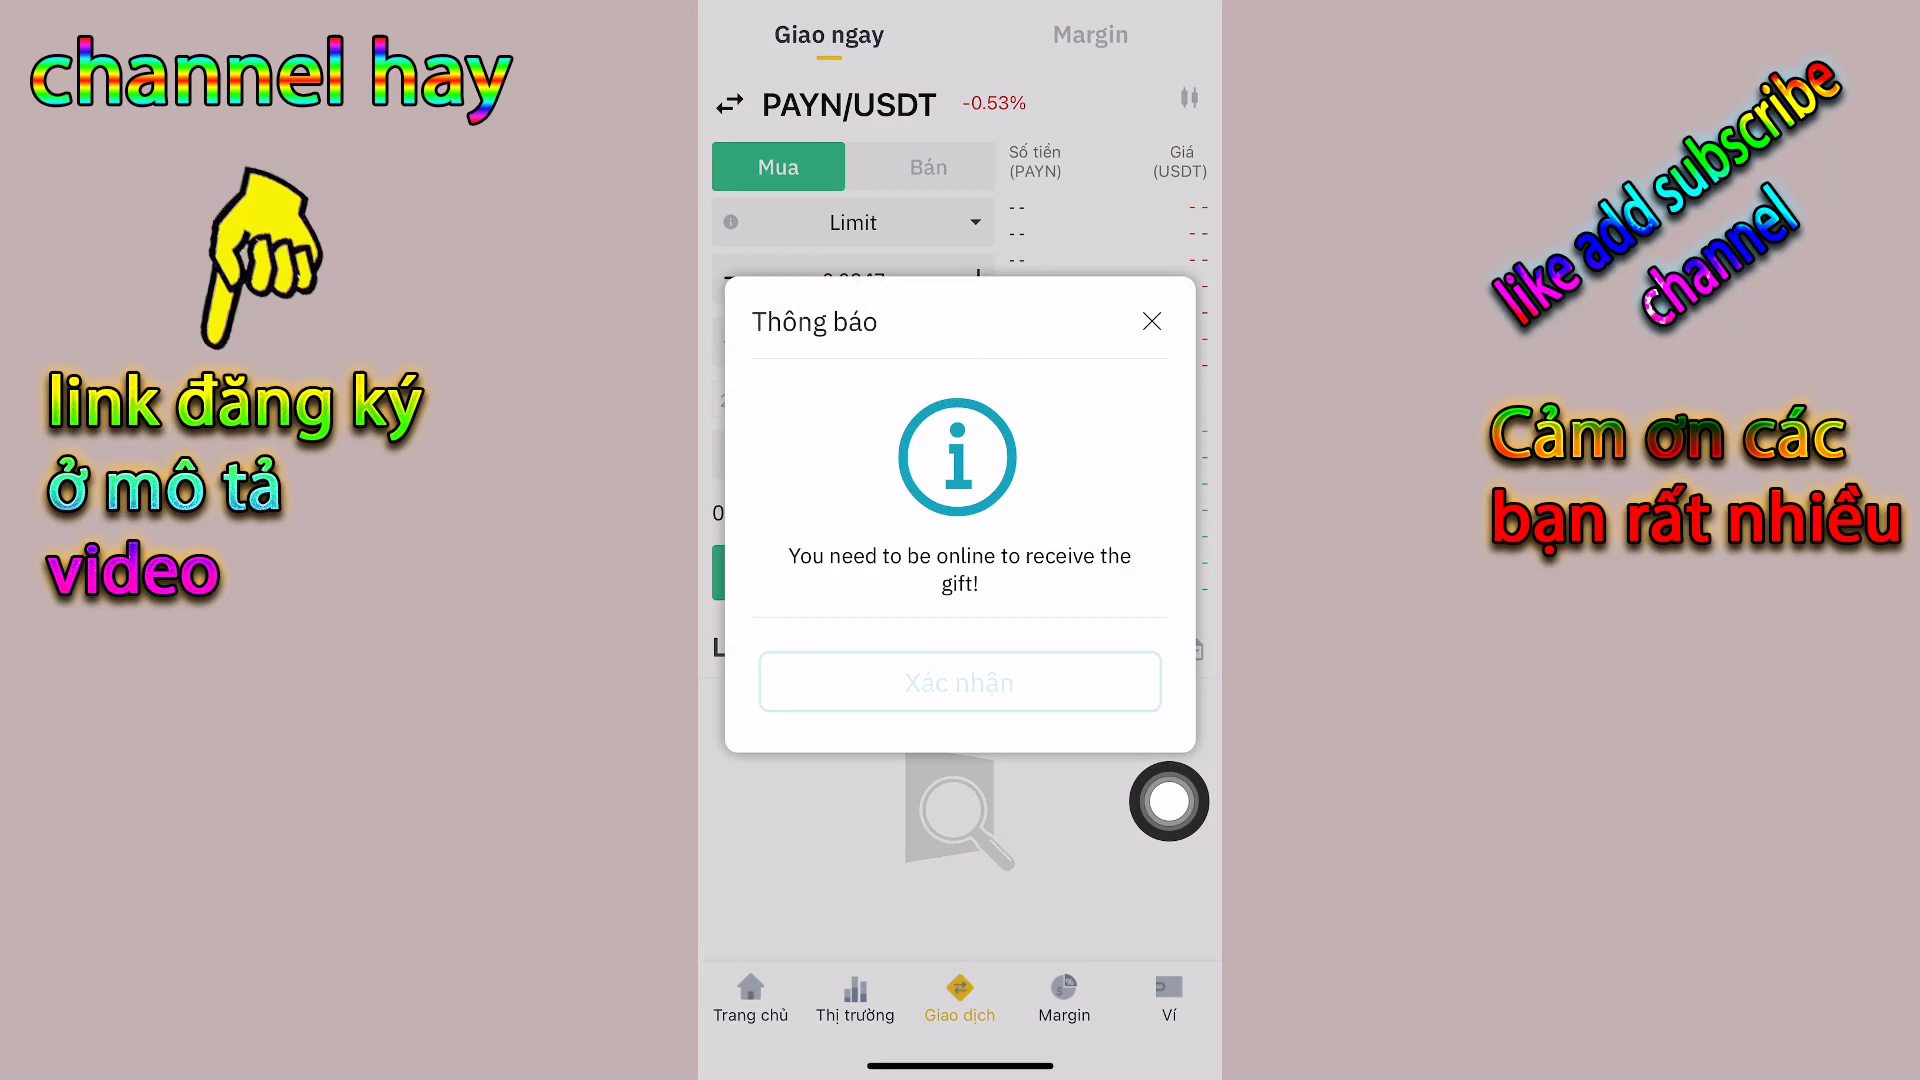 channel hay
link đăng ký
ở mô tả
video
Giao ngay
Margin
PAYN/USDT
-0.53%
Mua
Bán
Số tiền
(PAYN)
Giá
(USDT)
Limit
-- --
-- --
-- --
Thông báo
You need to be online to receive the
gift!
Xác nhận
0
L
Trang chủ
Thị trường
Giao dịch
Margin
Ví
like add subscribe
channel
Cảm ơn các
bạn rất nhiều